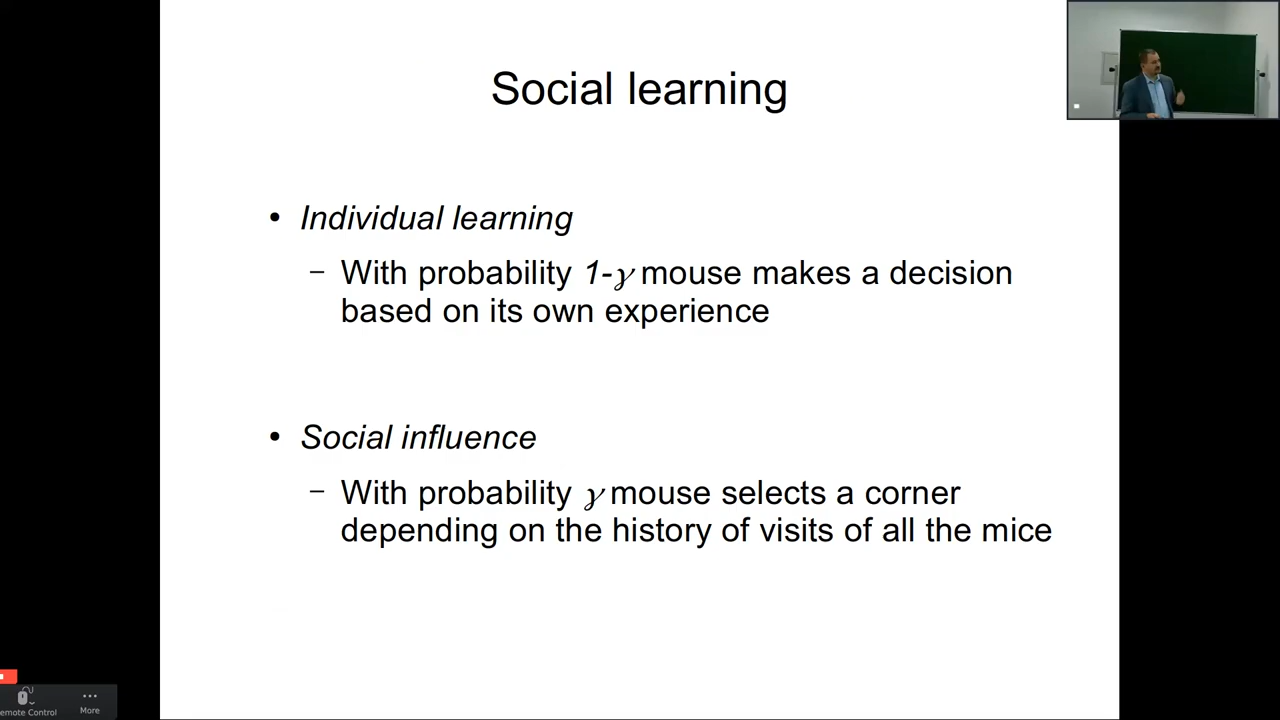 Social learning
• Individual learning
– With probability 1-γ mouse makes a decision
based on its own experience
• Social influence
– With probability γ mouse selects a corner
depending on the history of visits of all the mice
emote Control
More